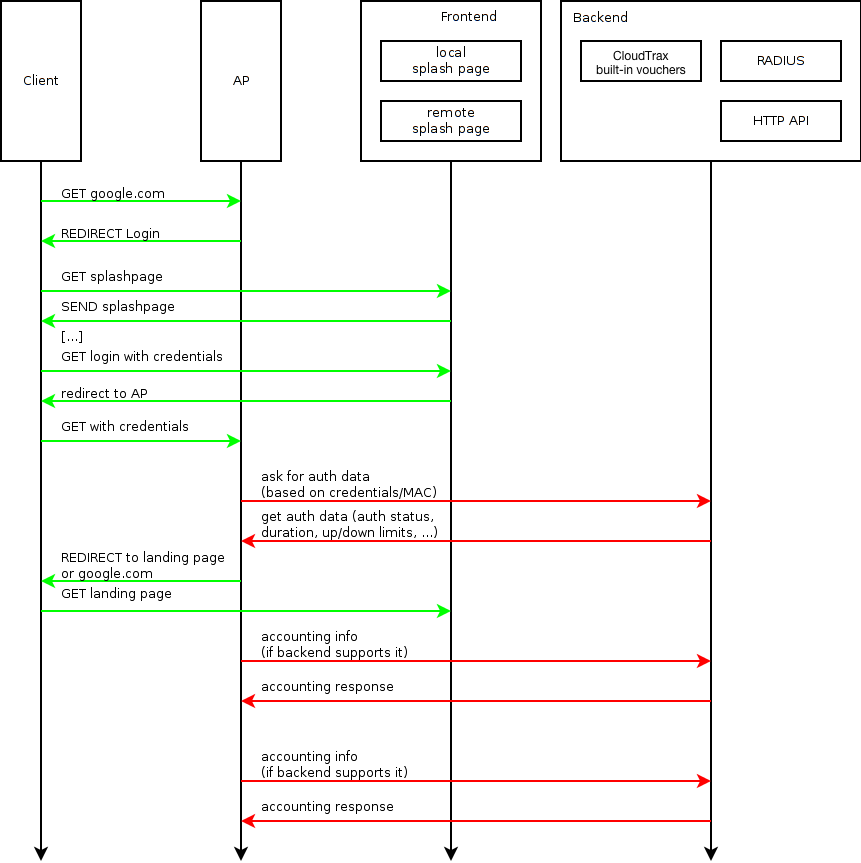 Client
AP
Frontend
local
splash page
remote
splash page
Backend
CloudTrax
built-in vouchers
RADIUS
HTTP API
GET google.com
REDIRECT Login
GET splashpage
SEND splashpage
[...]
GET login with credentials
redirect to AP
GET with credentials
ask for auth data
(based on credentials/MAC)
get auth data (auth status,
duration, up/down limits, ...)
REDIRECT to landing page
or google.com
GET landing page
accounting info
(if backend supports it)
accounting response
accounting info
(if backend supports it)
accounting response